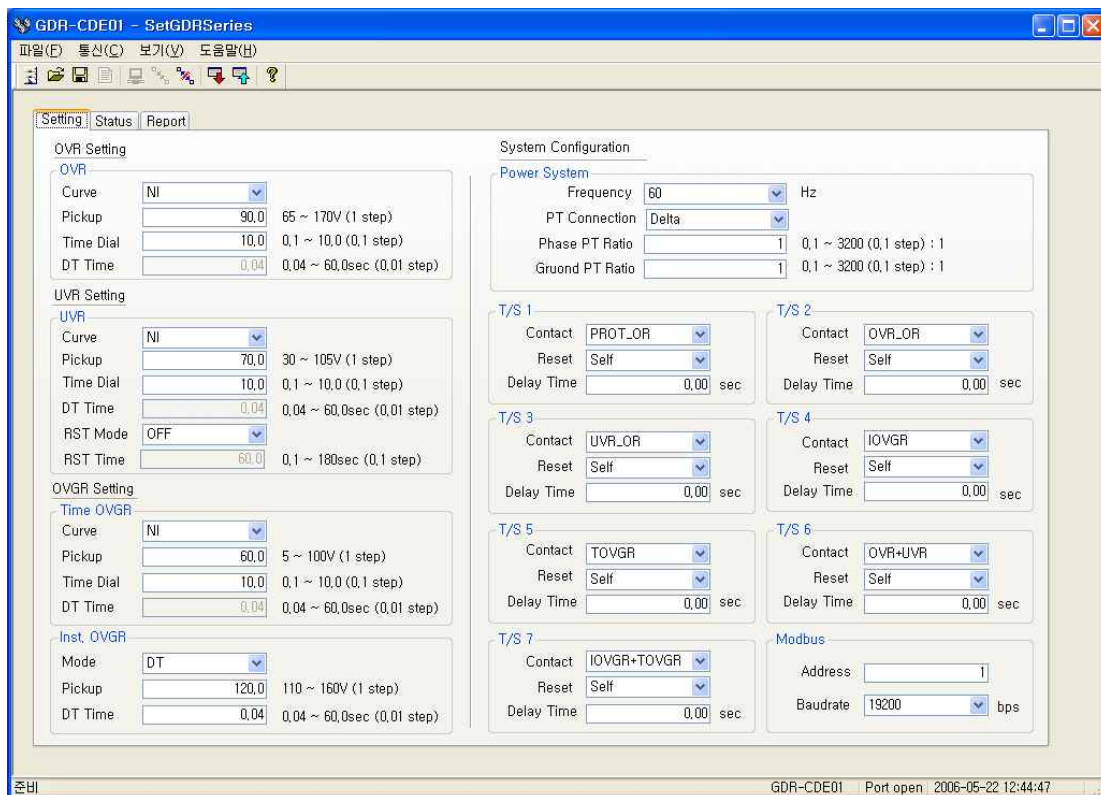 GDR-CDE01 - SetGDRSeries
파일(F) 통신(C) 보기(V) 도움말(H)
Setting Status Report
OVR Setting
OVR
Curve NI
Pickup 90,0 65 ~ 170V (1 step)
Time Dial 10,0 0,1 ~ 10,0 (0,1 step)
DT Time 0,04 0,04 ~ 60,0sec (0,01 step)
UVR Setting
UVR
Curve NI
Pickup 70,0 30 ~ 105V (1 step)
Time Dial 10,0 0,1 ~ 10,0 (0,1 step)
DT Time 0,04 0,04 ~ 60,0sec (0,01 step)
RST Mode OFF
RST Time 60,0 0,1 ~ 180sec (0,1 step)
OVGR Setting
Time OVGR
Curve NI
Pickup 60,0 5 ~ 100V (1 step)
Time Dial 10,0 0,1 ~ 10,0 (0,1 step)
DT Time 0,04 0,04 ~ 60,0sec (0,01 step)
Inst, OVGR
Mode DT
Pickup 120,0 110 ~ 160V (1 step)
DT Time 0,04 0,04 ~ 60,0sec (0,01 step)
System Configuration
Power System
Frequency 60 Hz
PT Connection Delta
Phase PT Ratio 1 0,1 ~ 3200 (0,1 step) : 1
Gruond PT Ratio 1 0,1 ~ 3200 (0,1 step) : 1
T/S 1
Contact PROT_OR
Reset Self
Delay Time 0,00 sec
T/S 2
Contact OVR_OR
Reset Self
Delay Time 0,00 sec
T/S 3
Contact UVR_OR
Reset Self
Delay Time 0,00 sec
T/S 4
Contact IOVGR
Reset Self
Delay Time 0,00 sec
T/S 5
Contact TOVGR
Reset Self
Delay Time 0,00 sec
T/S 6
Contact OVR+UVR
Reset Self
Delay Time 0,00 sec
T/S 7
Contact IOVGR+TOVGR
Reset Self
Delay Time 0,00 sec
Modbus
Address 1
Baudrate 19200 bps
준비 GDR-CDE01 Port open 2006-05-22 12:44:47